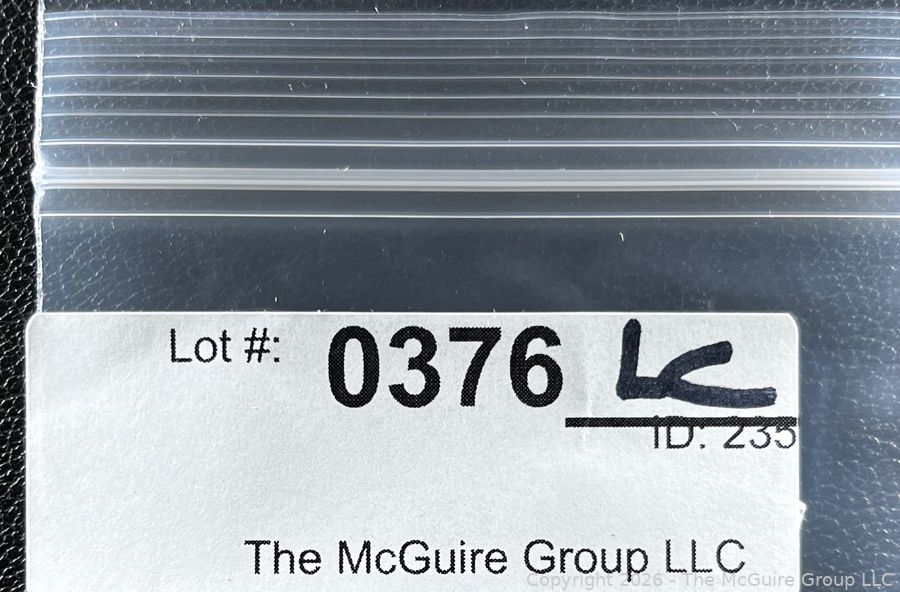 Lot #: 0376 LC
ID: 235
The McGuire Group LLC
Copyright 2026 - The McGuire Group LLC